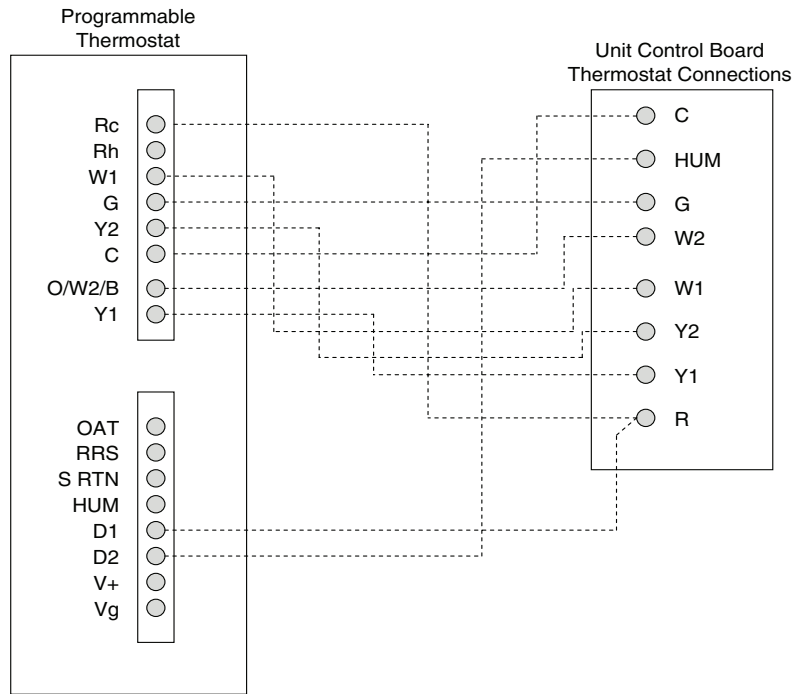 Programmable
Thermostat
Rc
Rh
W1
G
Y2
C
O/W2/B
Y1
OAT
RRS
S RTN
HUM
D1
D2
V+
Vg
Unit Control Board
Thermostat Connections
C
HUM
G
W2
W1
Y2
Y1
R